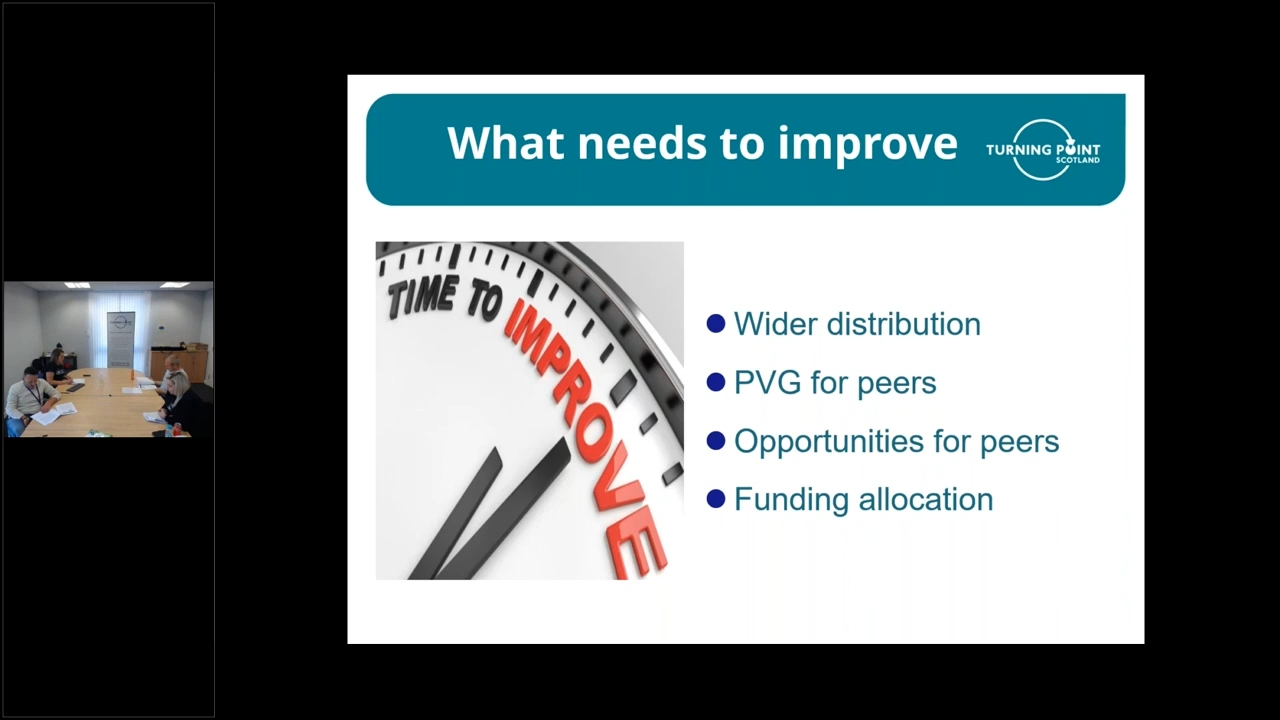 What needs to improve
TURNING POINT
SCOTLAND
TIME TO IMPROVE
Wider distribution
PVG for peers
Opportunities for peers
Funding allocation